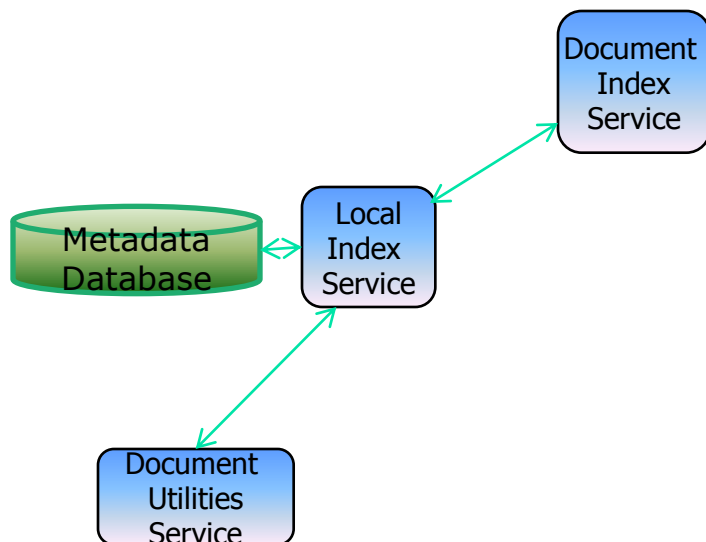 Document
Index
Service
Local
Index
Service
Metadata
Database
Document
Utilities
Service